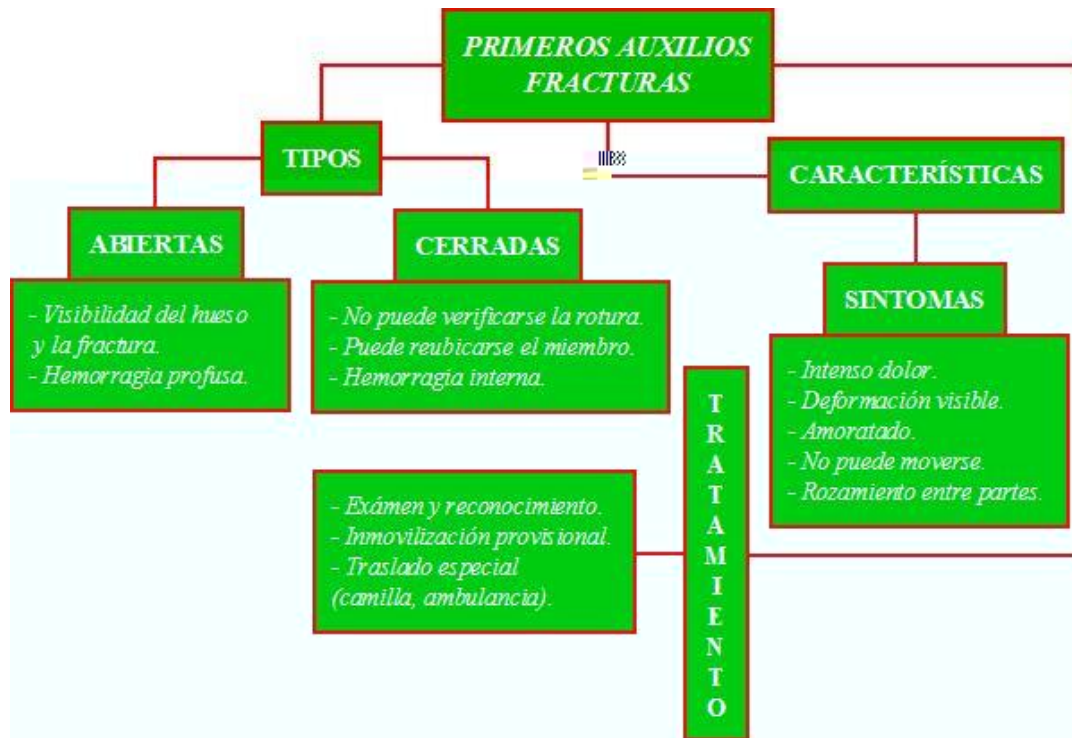 PRIMEROS AUXILIOS
FRACTURAS
TIPOS
CARACTERÍSTICAS
ABIERTAS
- Visibilidad del hueso
y la fractura.
- Hemorragia profusa.
CERRADAS
- No puede verificarse la rotura.
- Puede reubicarse el miembro.
- Hemorragia interna.
SINTOMAS
- Intenso dolor.
- Deformación visible.
- Amoratado.
- No puede moverse.
- Rozamiento entre partes.
TRATAMIENTO
- Exámen y reconocimiento.
- Inmovilización provisional.
- Traslado especial
(camilla, ambulancia).